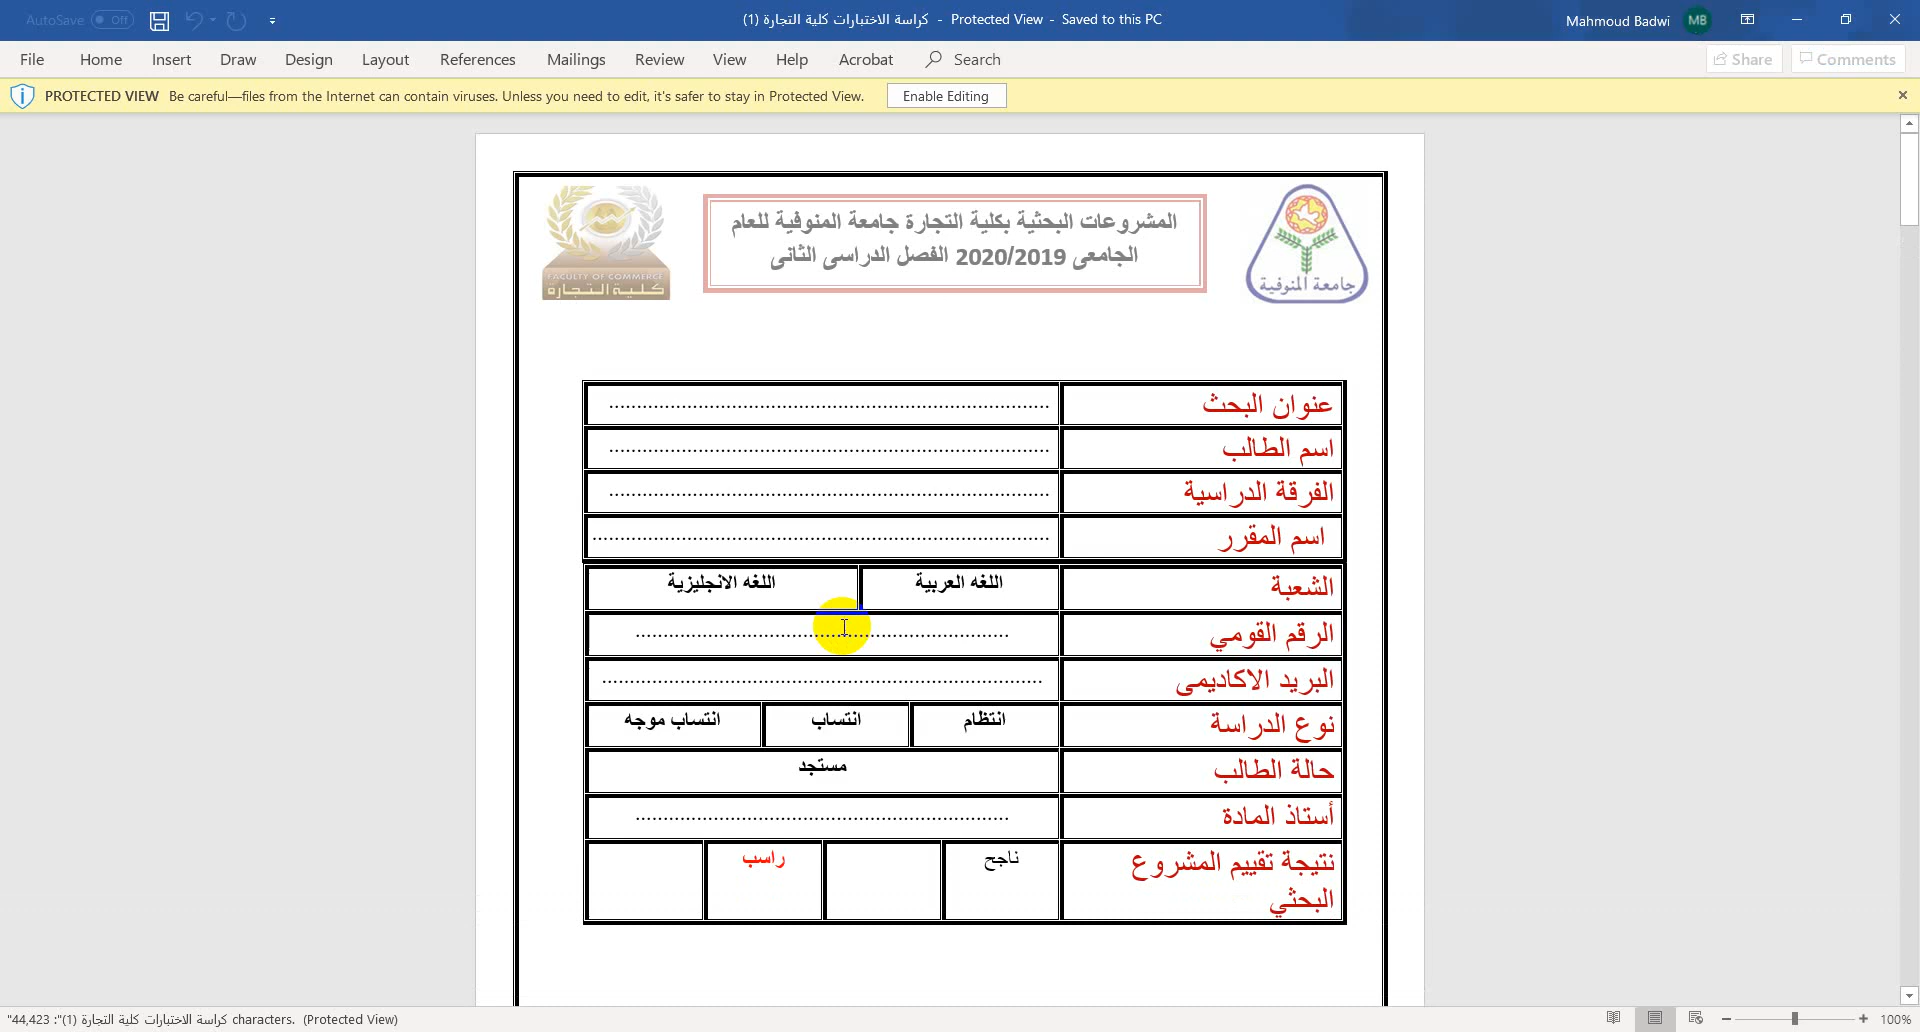 AutoSave Off
كراسة الاختبارات كلية التجارة (1) - Protected View - Saved to this PC
Mahmoud Badwi MB
File Home Insert Draw Design Layout References Mailings Review View Help Acrobat Search Share Comments
PROTECTED VIEW Be careful—files from the Internet can contain viruses. Unless you need to edit, it's safer to stay in Protected View. Enable Editing
المشروعات البحثية بكلية التجارة جامعة المنوفية للعام
الجامعى 2020/2019 الفصل الدراسى الثانى
FACULTY OF COMMERCE
كلية التجارة
جامعة المنوفية
عنوان البحث ................................................................................
اسم الطالب ................................................................................
الفرقة الدراسية ................................................................................
اسم المقرر ...................................................................................
الشعبة اللغه العربية اللغه الانجليزية
الرقم القومي ....................................................................
البريد الاكاديمى ................................................................................
نوع الدراسة انتظام انتساب انتساب موجه
حالة الطالب مستجد
أستاذ المادة ....................................................................
نتيجة تقييم المشروع ناجح راسب
البحثي
"كراسة الاختبارات كلية التجارة (1)": 44,423 characters. (Protected View)
100%